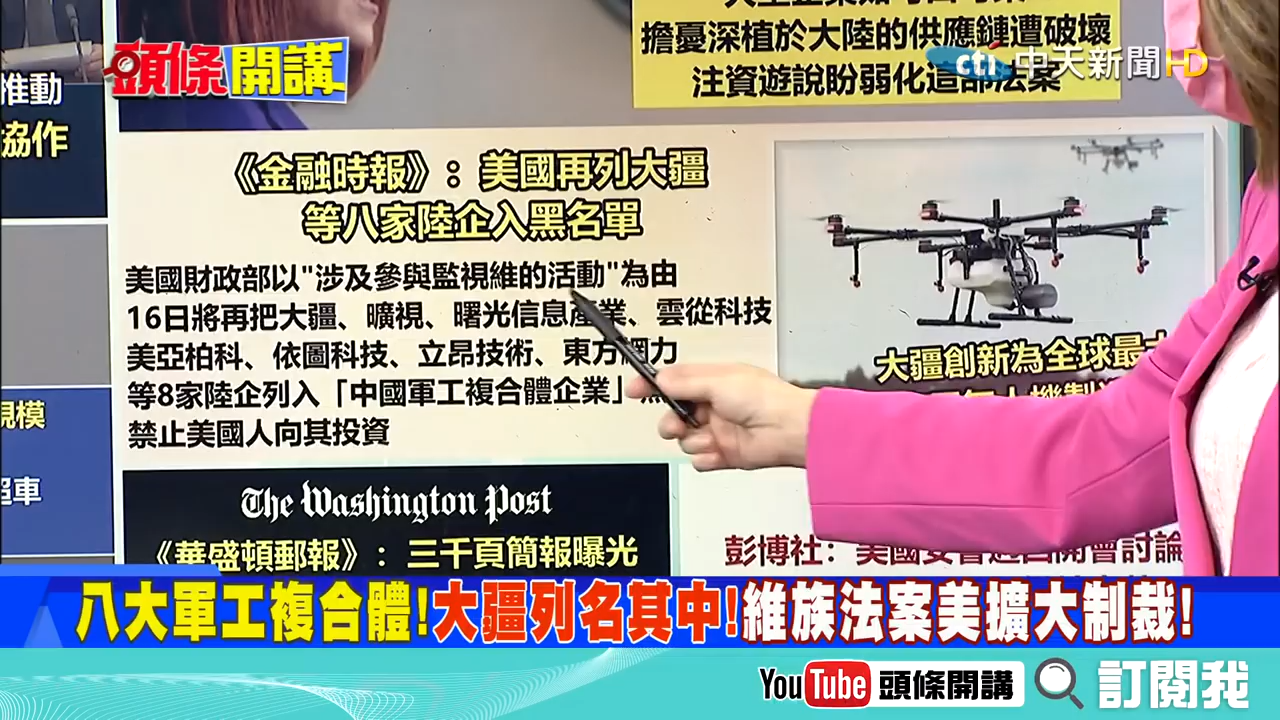 頭條開講
推動
協作
擔憂深植於大陸的供應鏈遭破壞
注資遊說盼弱化這部法案
cti 中天新聞HD
《金融時報》：美國再列大疆
等八家陸企入黑名單
美國財政部以"涉及參與監視維的活動"為由
16日將再把大疆、曠視、曙光信息產業、雲從科技
美亞柏科、依圖科技、立昂技術、東方網力
等8家陸企列入「中國軍工複合體企業」
禁止美國人向其投資
大疆創新為全球最大
規模
超車
The Washington Post
《華盛頓郵報》：三千頁簡報曝光
彭博社：
八大軍工複合體!大疆列名其中!維族法案美擴大制裁!
YouTube 頭條開講
訂閱我